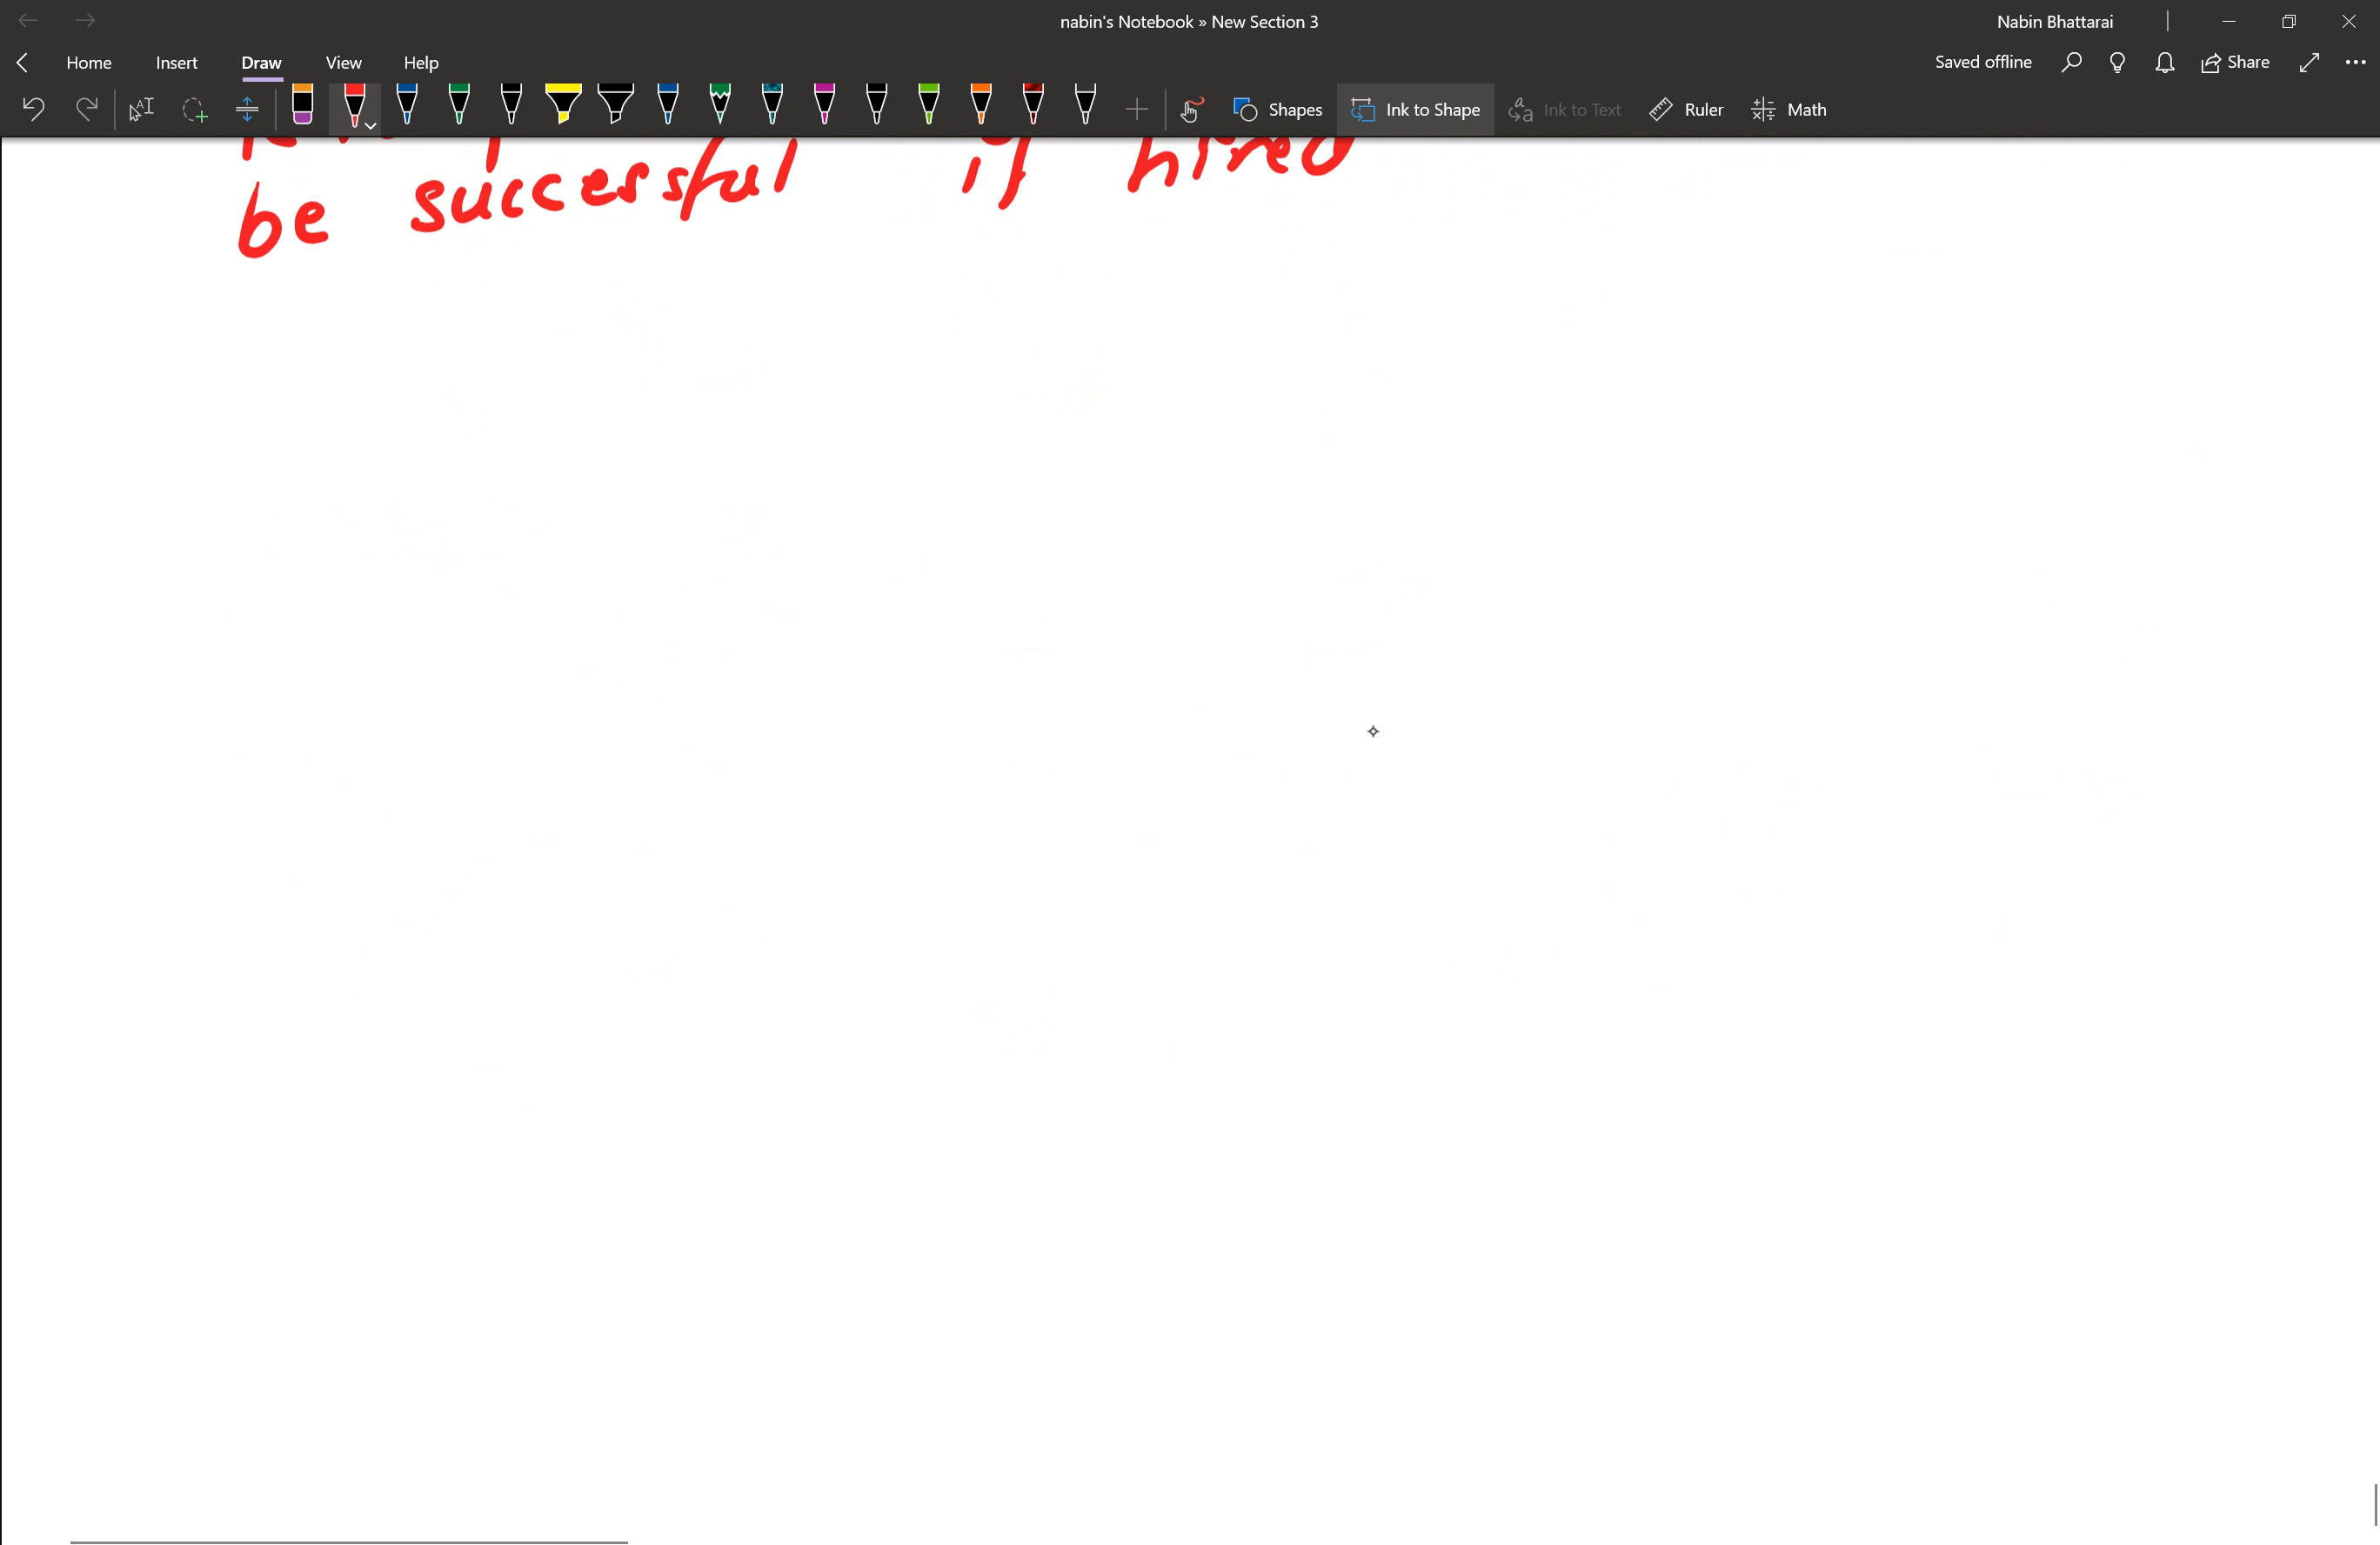 nabin's Notebook » New Section 3 Nabin Bhattarai
Home Insert Draw View Help Saved offline Share
Shapes Ink to Shape Ink to Text Ruler Math
if hired
be successful